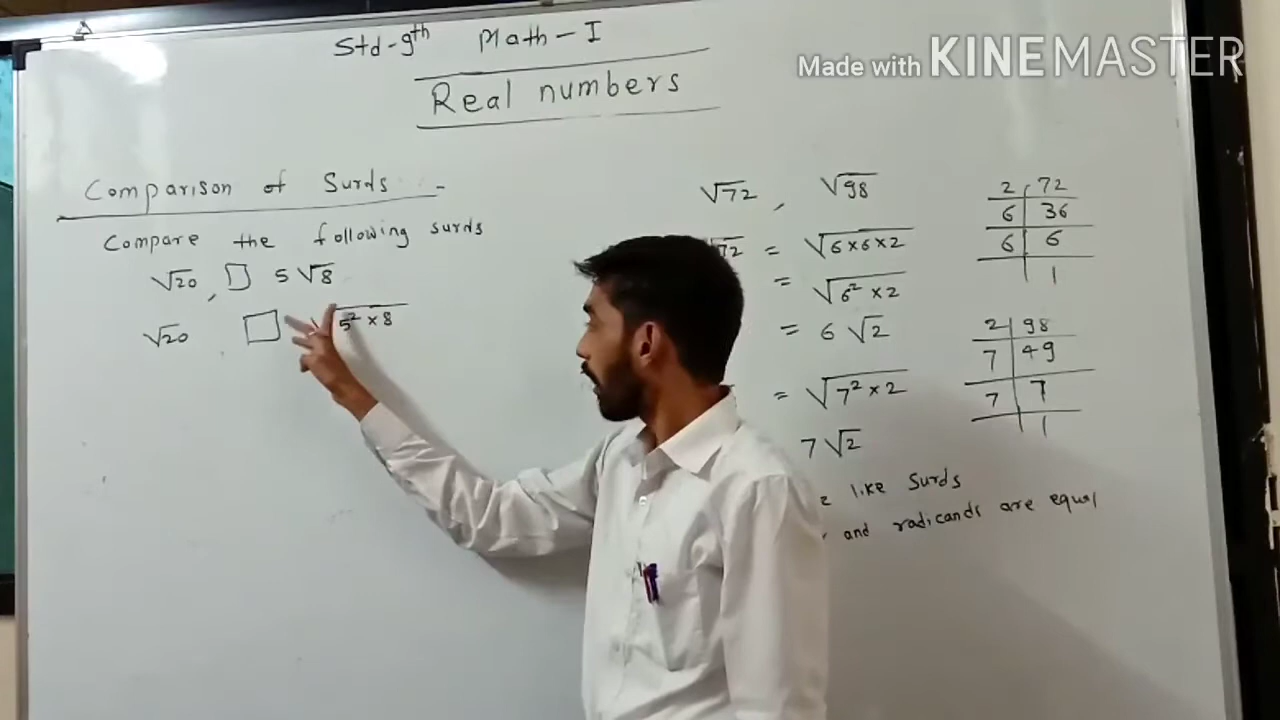 Std-9th Math-I
Made with KINEMASTER
Real numbers
Comparison of Surds -
Compare the following surds
√20, □ 5√8
√20 □ √5² × 8
√72, √98
72 = √6×6×2
= √6² × 2
= 6√2
= √7² × 2
7√2
like Surds
and radicands are equal
2 | 72
6 | 36
6 | 6
| 1
2 | 98
7 | 49
7 | 7
| 1